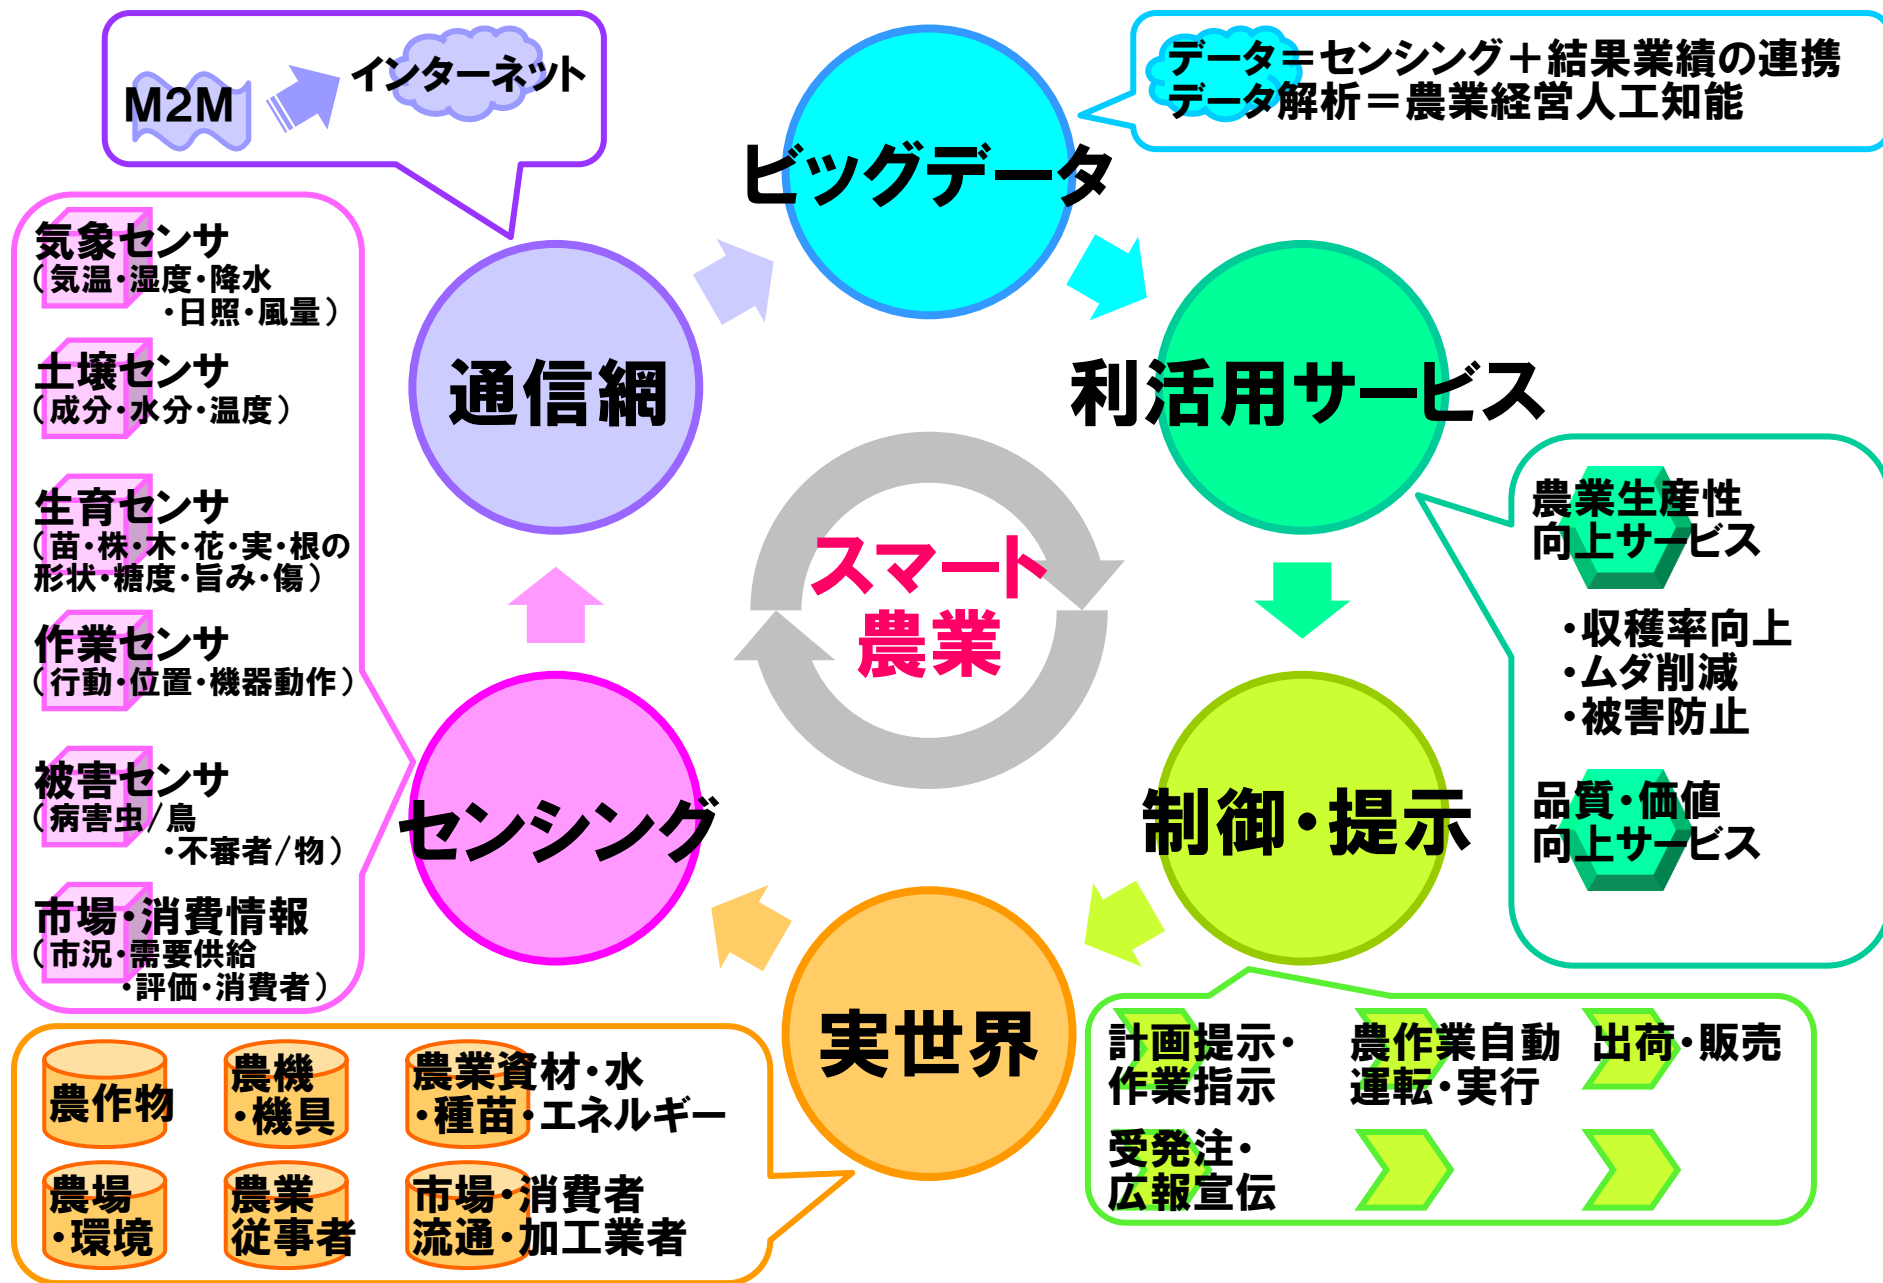 M2M
インターネット
データ＝センシング＋結果業績の連携
データ解析＝農業経営人工知能
ビッグデータ
通信網
利活用サービス
スマート
農業
センシング
制御・提示
実世界
気象センサ
（気温・湿度・降水
・日照・風量）
土壌センサ
（成分・水分・温度）
生育センサ
（苗・株・木・花・実・根の
形状・糖度・旨み・傷）
作業センサ
（行動・位置・機器動作）
被害センサ
（病害虫/鳥
・不審者/物）
市場・消費情報
（市況・需要供給
・評価・消費者）
農業生産性
向上サービス
・収穫率向上
・ムダ削減
・被害防止
品質・価値
向上サービス
農作物
農機
・機具
農業資材・水
・種苗・エネルギー
農場
・環境
農業
従事者
市場・消費者
流通・加工業者
計画提示・
作業指示
農作業自動
運転・実行
出荷・販売
受発注・
広報宣伝